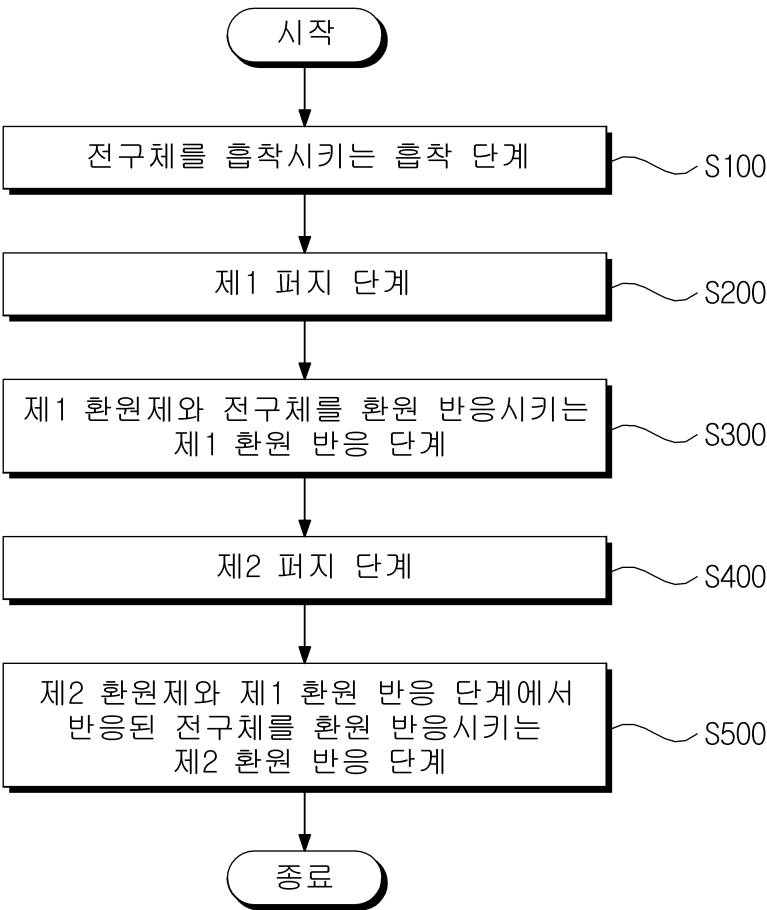 시작
전구체를 흡착시키는 흡착 단계
S100
제1 퍼지 단계
S200
제1 환원제와 전구체를 환원 반응시키는
제1 환원 반응 단계
S300
제2 퍼지 단계
S400
제2 환원제와 제1 환원 반응 단계에서
반응된 전구체를 환원 반응시키는
제2 환원 반응 단계
S500
종료